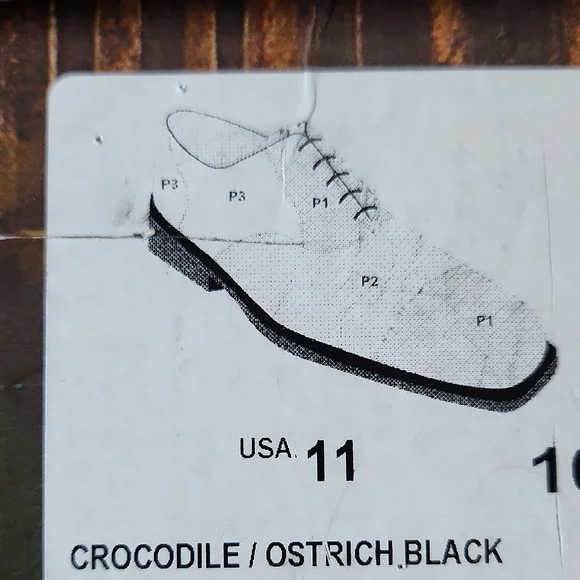 P3 P3 P1
P2
P1
USA. 11
CROCODILE / OSTRICH BLACK